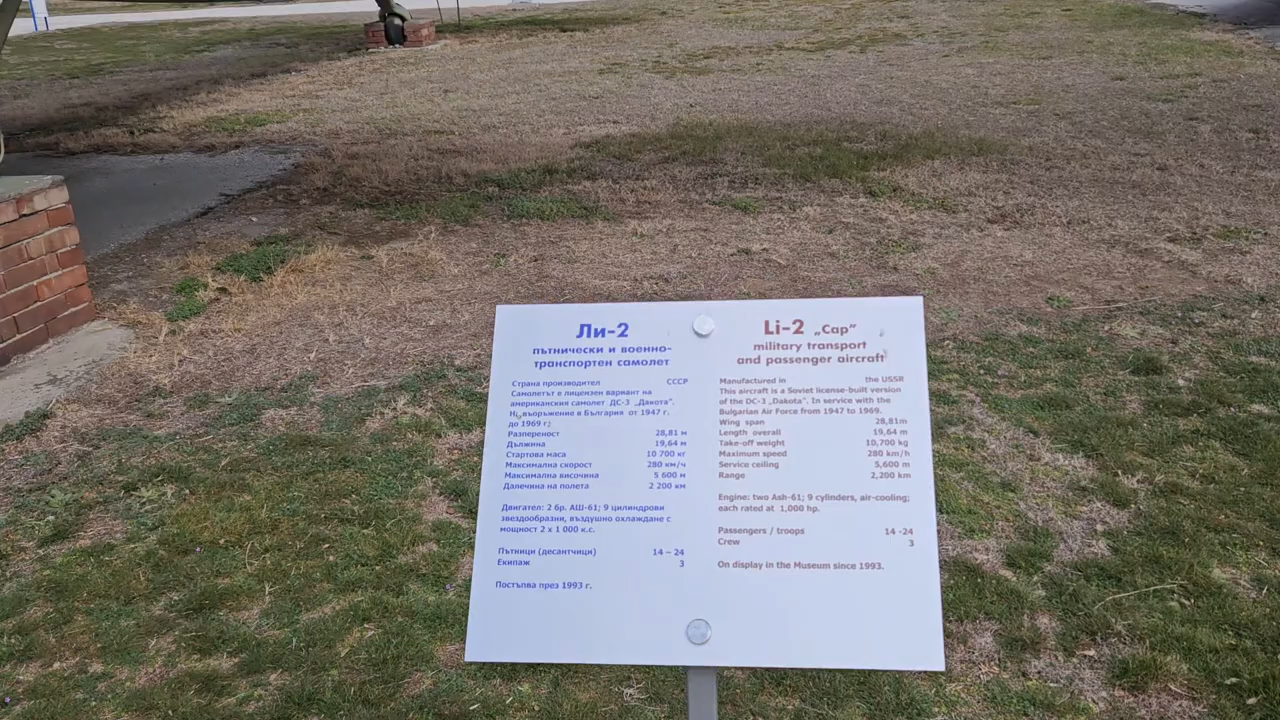 Ли-2
пътнически и военно-
транспортен самолет
Страна производител СССР
Самолетът е лицензен вариант на
американския самолет ДС-3 „Дакота".
На въоръжение в България от 1947 г.
до 1969 г.
Разпереност 28,81 м
Дължина 19,64 м
Стартова маса 10 700 кг
Максимална скорост 280 км/ч
Максимална височина 5 600 м
Далечина на полета 2 200 км
Двигател: 2 бр. АШ-61; 9 цилиндрови
звездообразни, въздушно охлаждане с
мощност 2 х 1 000 к.с.
Пътници (десантчици) 14 – 24
Екипаж 3
Постъпва през 1993 г.
Li-2 „Cap"
military transport
and passenger aircraft
Manufactured in the USSR
This aircraft is a Soviet license-built version
of the DC-3 „Dakota". In service with the
Bulgarian Air Force from 1947 to 1969.
Wing span 28,81m
Length overall 19,64 m
Take-off weight 10,700 kg
Maximum speed 280 km/h
Service ceiling 5,600 m
Range 2,200 km
Engine: two Ash-61; 9 cylinders, air-cooling;
each rated at 1,000 hp.
Passengers / troops 14 -24
Crew 3
On display in the Museum since 1993.